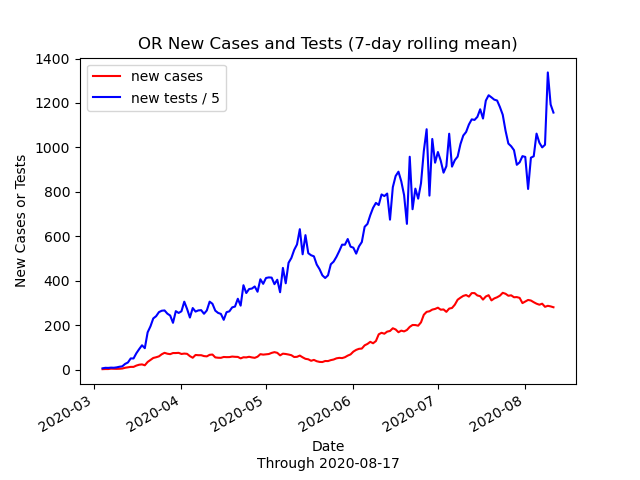 OR New Cases and Tests (7-day rolling mean)
new cases
new tests / 5
New Cases or Tests
1400
1200
1000
800
600
400
200
0
2020-03
2020-04
2020-05
2020-06
2020-07
2020-08
Date
Through 2020-08-17